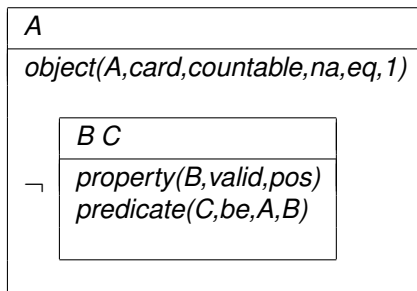 A
object(A,card,countable,na,eq,1)
B C
¬ property(B,valid,pos)
predicate(C,be,A,B)